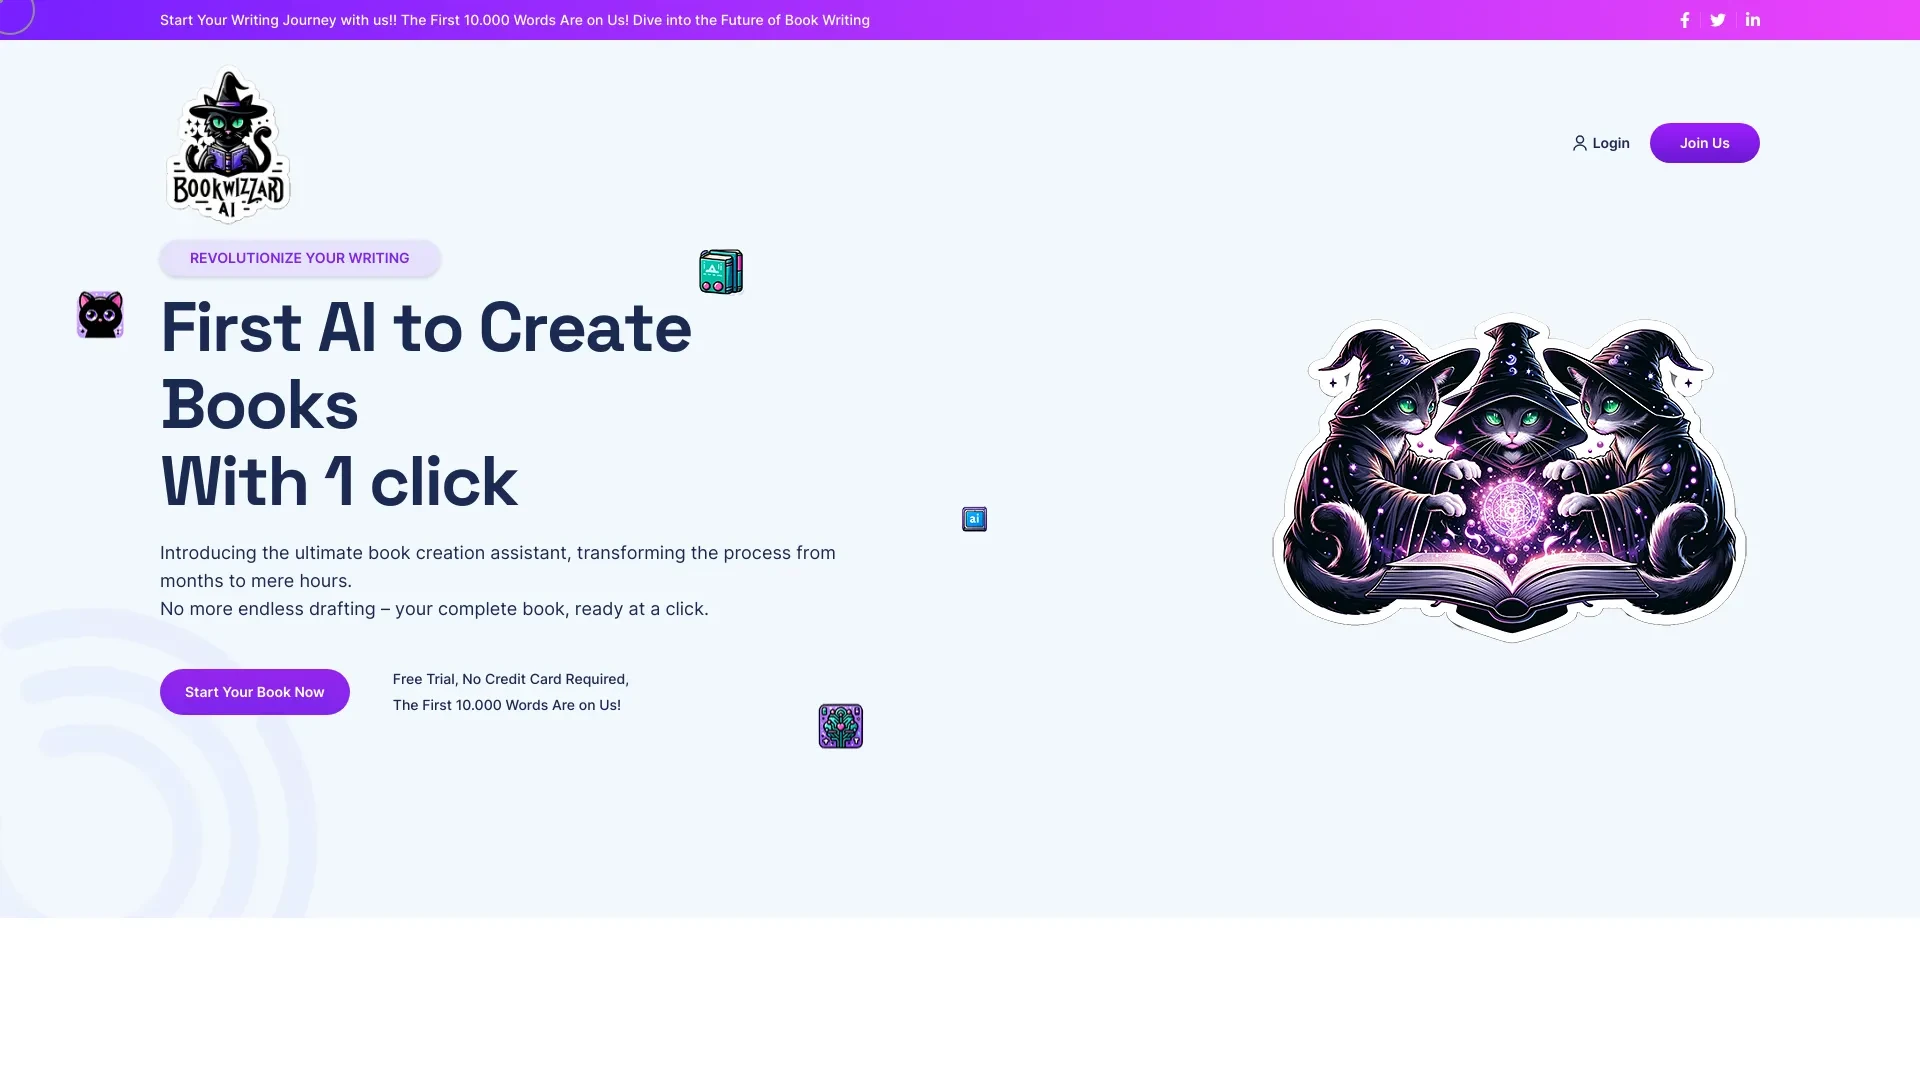 Start Your Writing Journey with us!! The First 10.000 Words Are on Us! Dive into the Future of Book Writing
BOOKWIZZARD
- AI -
Login
Join Us
REVOLUTIONIZE YOUR WRITING
First AI to Create
Books
With 1 click
ai
Introducing the ultimate book creation assistant, transforming the process from
months to mere hours.
No more endless drafting – your complete book, ready at a click.
Start Your Book Now
Free Trial, No Credit Card Required,
The First 10.000 Words Are on Us!